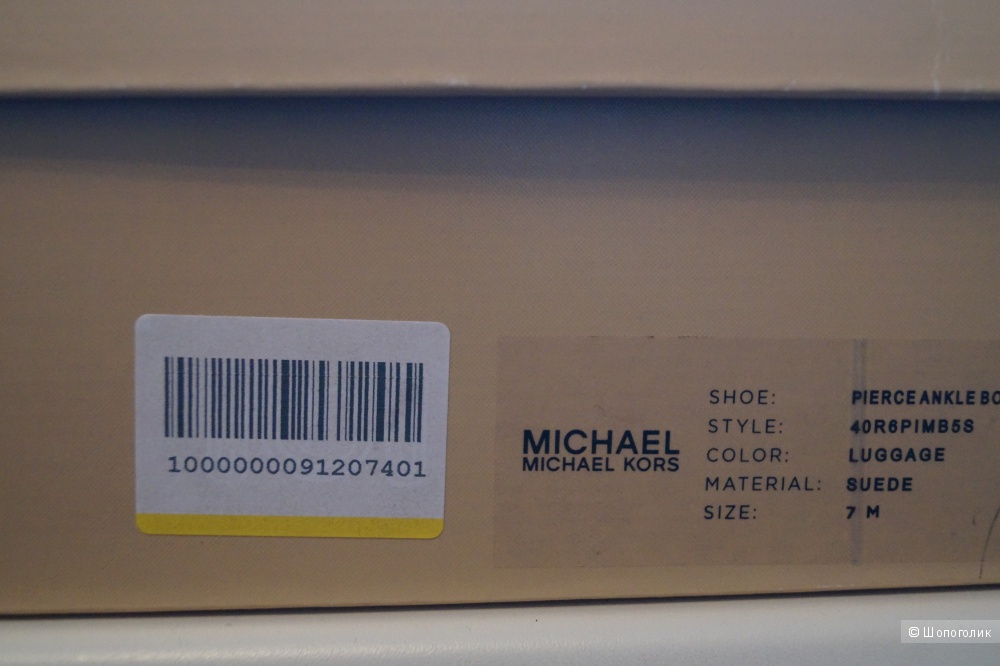 1000000091207401
MICHAEL
MICHAEL KORS
SHOE: PIERCE ANKLE BO
STYLE: 40R6PIMB5S
COLOR: LUGGAGE
MATERIAL: SUEDE
SIZE: 7 M
© Шопоголик